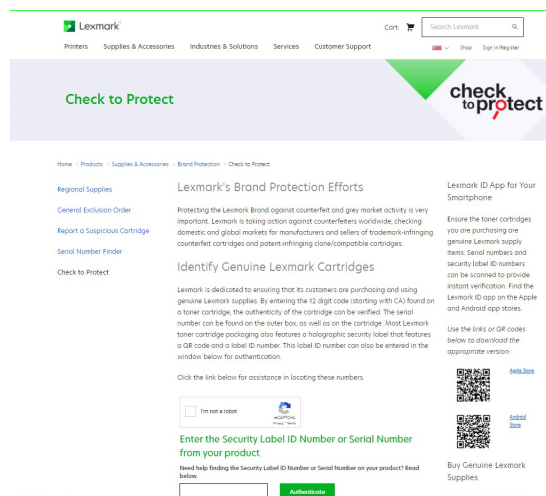 Lexmark™
Cart:
Search Lexmark
Printers Supplies & Accessories Industries & Solutions Services Customer Support
Shop Sign in/Register
Check to Protect
check
to protect
Home Products Supplies & Accessories Brand Protection Check to Protect
Regional Supplies
General Exclusion Order
Report a Suspicious Cartridge
Serial Number Finder
Check to Protect
Lexmark's Brand Protection Efforts
Protecting the Lexmark Brand against counterfeit and grey market activity is very
important. Lexmark is taking action against counterfeiters worldwide, checking
domestic and global markets for manufacturers and sellers of trademark-infringing
counterfeit cartridges and patent-infringing clone/compatible cartridges.
Identify Genuine Lexmark Cartridges
Lexmark is dedicated to ensuring that its customers are purchasing and using
genuine Lexmark supplies. By entering the 12 digit code (starting with CA) found on
a toner cartridge, the authenticity of the cartridge can be verified. The serial
number can be found on the outer box, as well as on the cartridge. Most Lexmark
toner cartridge packaging also features a holographic security label that features
a QR code and a label ID number. This label ID number can also be entered in the
window below for authentication.
Click the link below for assistance in locating these numbers.
I'm not a robot
reCAPTCHA
Privacy - Terms
Enter the Security Label ID Number or Serial Number
from your product
Need help finding the Security Label ID Number or Serial Number on your product? Read
below.
Authenticate
Lexmark ID App for Your
Smartphone
Ensure the toner cartridges
you are purchasing are
genuine Lexmark supply
items. Serial numbers and
security label ID numbers
can be scanned to provide
instant verification. Find the
Lexmark ID app on the Apple
and Android app stores.
Use the links or QR codes
below to download the
appropriate version:
Apple Store
Android
Store
Buy Genuine Lexmark
Supplies